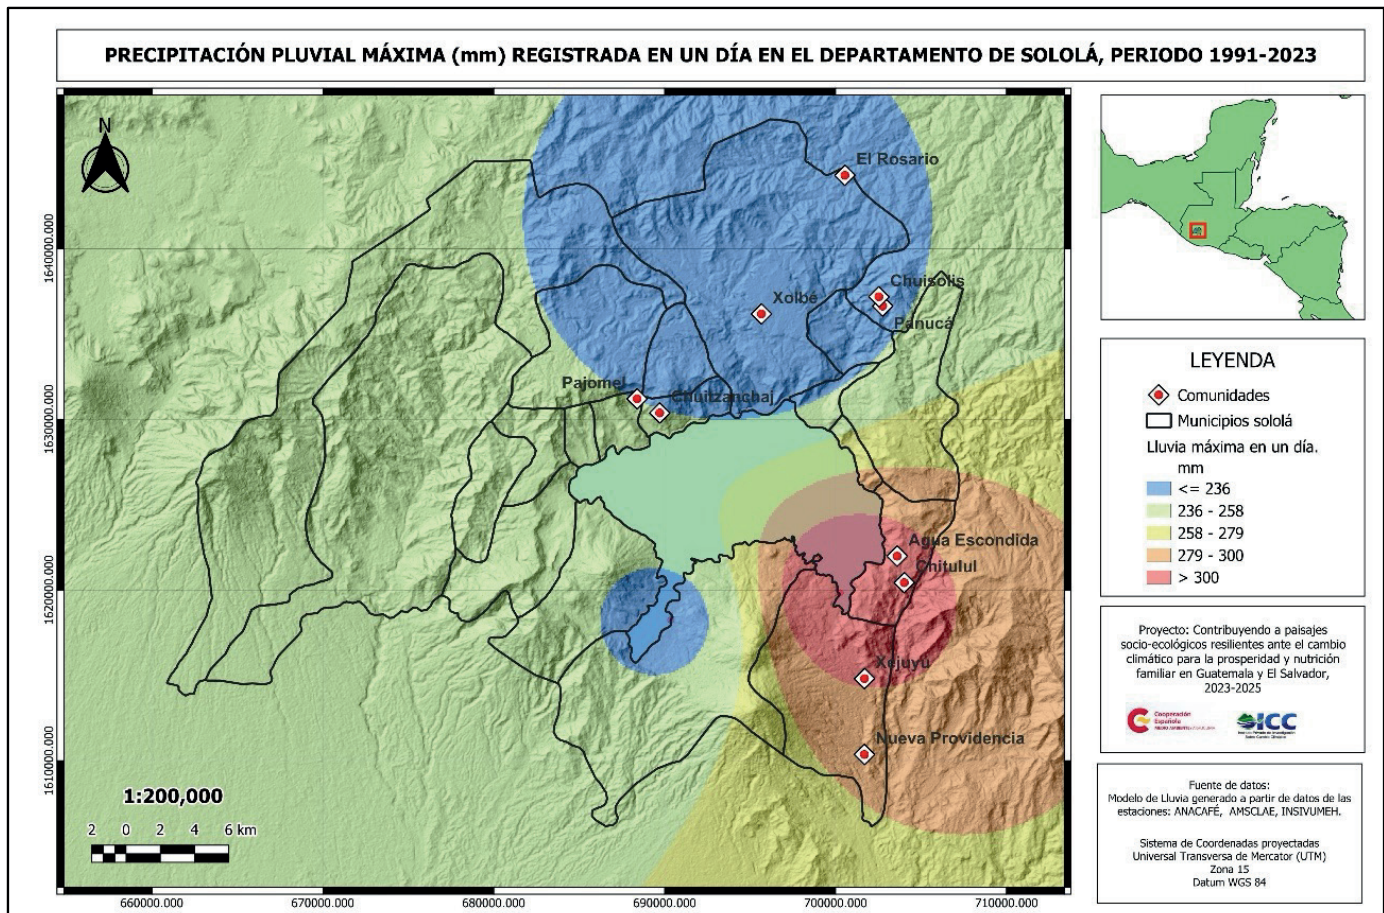 PRECIPITACIÓN PLUVIAL MÁXIMA (mm) REGISTRADA EN UN DÍA EN EL DEPARTAMENTO DE SOLOLÁ, PERIODO 1991-2023
N
El Rosario
Chuisolis
Xolbé
Panucá
Pajomel
Chuitzanchaj
Agua Escondida
Chitulul
Xejuyú
Nueva Providencia
1640000.000
1630000.000
1620000.000
1610000.000
1:200,000
2 0 2 4 6 km
660000.000
670000.000
680000.000
690000.000
700000.000
710000.000
LEYENDA
Comunidades
Municipios sololá
Lluvia máxima en un día.
mm
<= 236
236 - 258
258 - 279
279 - 300
> 300
Proyecto: Contribuyendo a paisajes
socio-ecológicos resilientes ante el cambio
climático para la prosperidad y nutrición
familiar en Guatemala y El Salvador,
2023-2025
Cooperación
Española
ICC
Fuente de datos:
Modelo de Lluvia generado a partir de datos de las
estaciones: ANACAFÉ, AMSCLAE, INSIVUMEH.
Sistema de Coordenadas proyectadas
Universal Transversa de Mercator (UTM)
Zona 15
Datum WGS 84